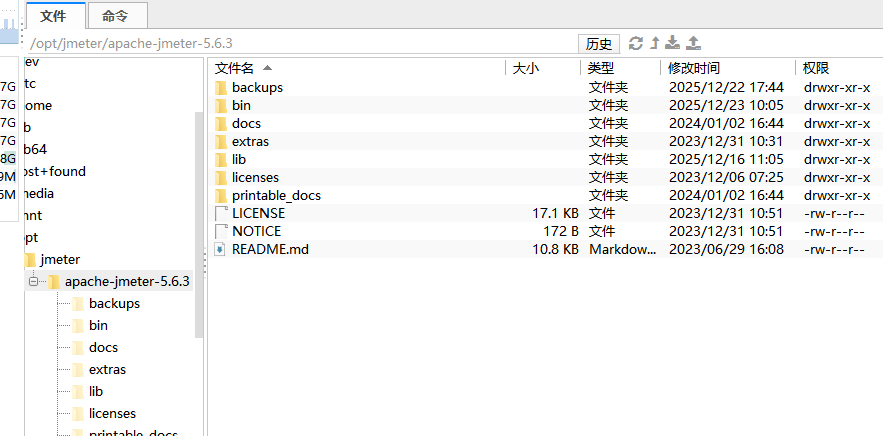 文件 命令
/opt/jmeter/apache-jmeter-5.6.3 历史
文件名 大小 类型 修改时间 权限
backups 文件夹 2025/12/22 17:44 drwxr-xr-x
bin 文件夹 2025/12/23 10:05 drwxr-xr-x
docs 文件夹 2024/01/02 16:44 drwxr-xr-x
extras 文件夹 2023/12/31 10:31 drwxr-xr-x
lib 文件夹 2025/12/16 11:05 drwxr-xr-x
licenses 文件夹 2023/12/06 07:25 drwxr-xr-x
printable_docs 文件夹 2024/01/02 16:44 drwxr-xr-x
LICENSE 17.1 KB 文件 2023/12/31 10:51 -rw-r--r--
NOTICE 172 B 文件 2023/12/31 10:51 -rw-r--r--
README.md 10.8 KB Markdow... 2023/06/29 16:08 -rw-r--r--
7G
7G
7G
7G
8G
9M
6M
ev
tc
ome
b
b64
ost+found
media
mnt
opt
jmeter
apache-jmeter-5.6.3
backups
bin
docs
extras
lib
licenses
printable_docs